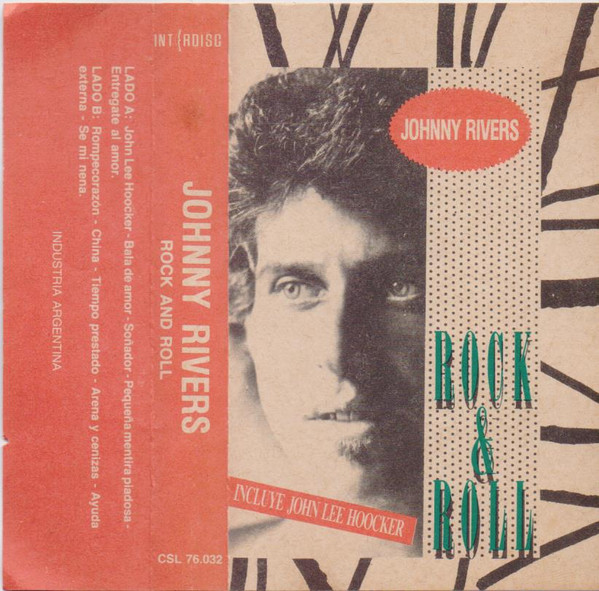 INTERDISC
LADO A: John Lee Hoocker - Bala de amor - Soñador - Pequeña mentira piadosa -
Entregate al amor.
LADO B: Rompecorazón - China - Tiempo prestado - Arena y cenizas - Ayuda
externa - Se mi nena.
INDUSTRIA ARGENTINA
JOHNNY RIVERS
ROCK AND ROLL
CSL 76.032
JOHNNY RIVERS
ROCK
&
ROLL
INCLUYE JOHN LEE HOOCKER